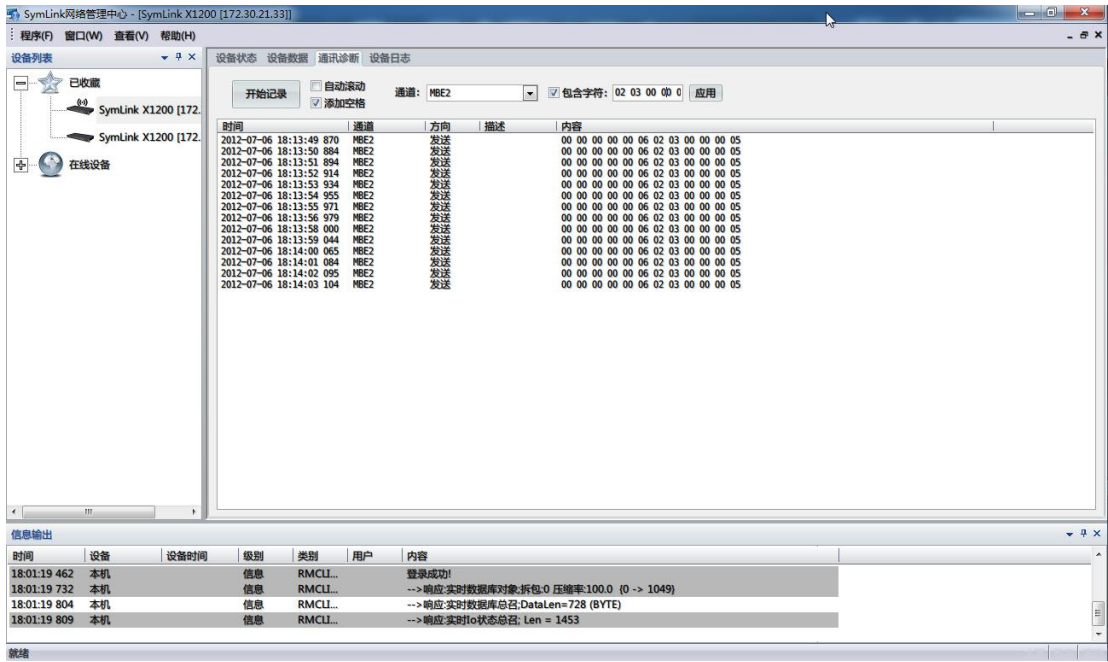 SymLink网络管理中心 - [SymLink X1200 [172.30.21.33]]
程序(F) 窗口(W) 查看(V) 帮助(H)
设备列表
设备状态 设备数据 通讯诊断 设备日志
已收藏
SymLink X1200 [172.
SymLink X1200 [172.
在线设备
开始记录
自动滚动
添加空格
通道: MBE2
包含字符: 02 03 00 00 0 应用
时间 通道 方向 描述 内容
2012-07-06 18:13:49 870 MBE2 发送 00 00 00 00 00 06 02 03 00 00 00 05
2012-07-06 18:13:50 884 MBE2 发送 00 00 00 00 00 06 02 03 00 00 00 05
2012-07-06 18:13:51 894 MBE2 发送 00 00 00 00 00 06 02 03 00 00 00 05
2012-07-06 18:13:52 914 MBE2 发送 00 00 00 00 00 06 02 03 00 00 00 05
2012-07-06 18:13:53 934 MBE2 发送 00 00 00 00 00 06 02 03 00 00 00 05
2012-07-06 18:13:54 955 MBE2 发送 00 00 00 00 00 06 02 03 00 00 00 05
2012-07-06 18:13:55 971 MBE2 发送 00 00 00 00 00 06 02 03 00 00 00 05
2012-07-06 18:13:56 979 MBE2 发送 00 00 00 00 00 06 02 03 00 00 00 05
2012-07-06 18:13:58 000 MBE2 发送 00 00 00 00 00 06 02 03 00 00 00 05
2012-07-06 18:13:59 044 MBE2 发送 00 00 00 00 00 06 02 03 00 00 00 05
2012-07-06 18:14:00 065 MBE2 发送 00 00 00 00 00 06 02 03 00 00 00 05
2012-07-06 18:14:01 084 MBE2 发送 00 00 00 00 00 06 02 03 00 00 00 05
2012-07-06 18:14:02 095 MBE2 发送 00 00 00 00 00 06 02 03 00 00 00 05
2012-07-06 18:14:03 104 MBE2 发送 00 00 00 00 00 06 02 03 00 00 00 05
信息输出
时间 设备 设备时间 级别 类别 用户 内容
18:01:19 462 本机 信息 RMCLI... 登录成功!
18:01:19 732 本机 信息 RMCLI... -->响应:实时数据库对象;拆包:0 压缩率:100.0 {0 -> 1049}
18:01:19 804 本机 信息 RMCLI... -->响应:实时数据库总召;DataLen=728 (BYTE)
18:01:19 809 本机 信息 RMCLI... -->响应:实时Io状态总召; Len = 1453
就绪